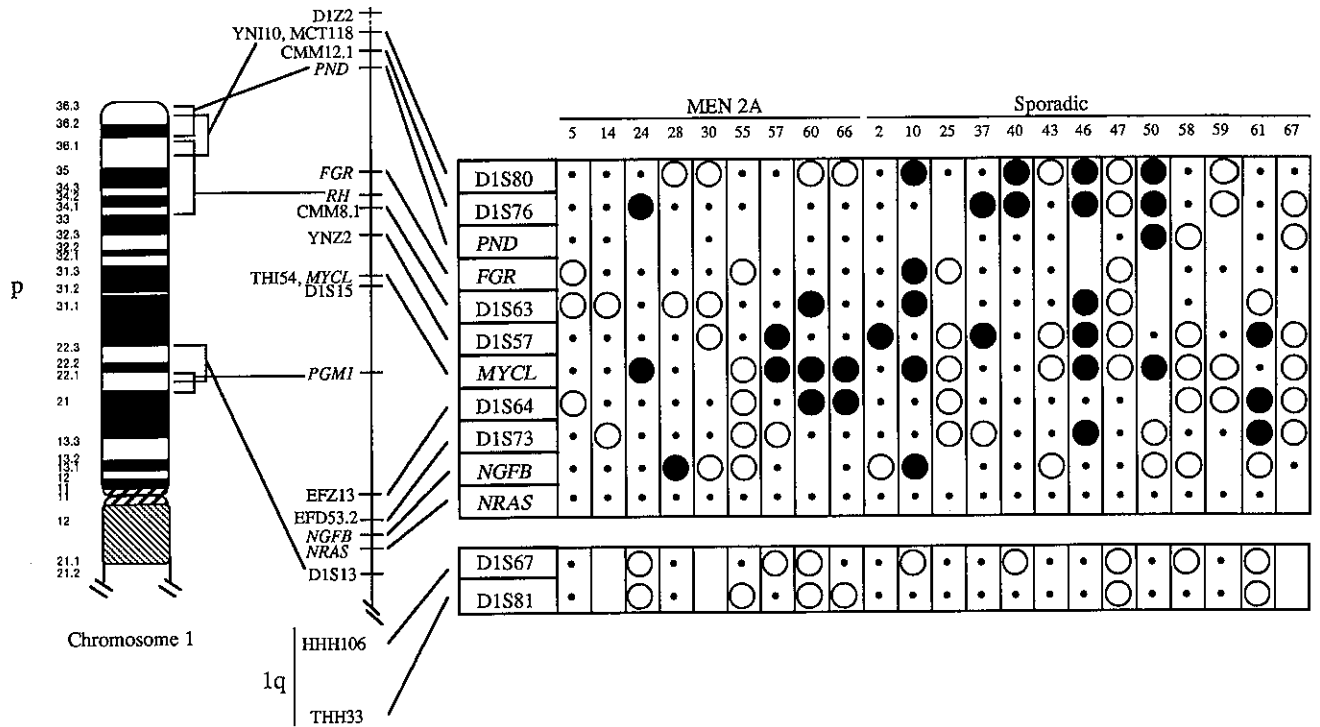 D1Z2
YNI10, MCT118
CMM12.1
PND
FGR
RH
CMM8.1
YNZ2
THI54, MYCL
D1S15
PGM1
EFZ13
EFD53.2
NGFB
NRAS
D1S13
HHH106
1q
THH33
p
36.3
36.2
36.1
35
34.3
34.2
34.1
33
32.3
32.2
32.1
31.3
31.2
31.1
22.3
22.2
22.1
21
13.3
13.2
13.1
12
11
11
12
21.1
21.2
Chromosome 1
MEN 2A Sporadic
5 14 24 28 30 55 57 60 66 2 10 25 37 40 43 46 47 50 58 59 61 67
D1S80
D1S76
PND
FGR
D1S63
D1S57
MYCL
D1S64
D1S73
NGFB
NRAS
D1S67
D1S81